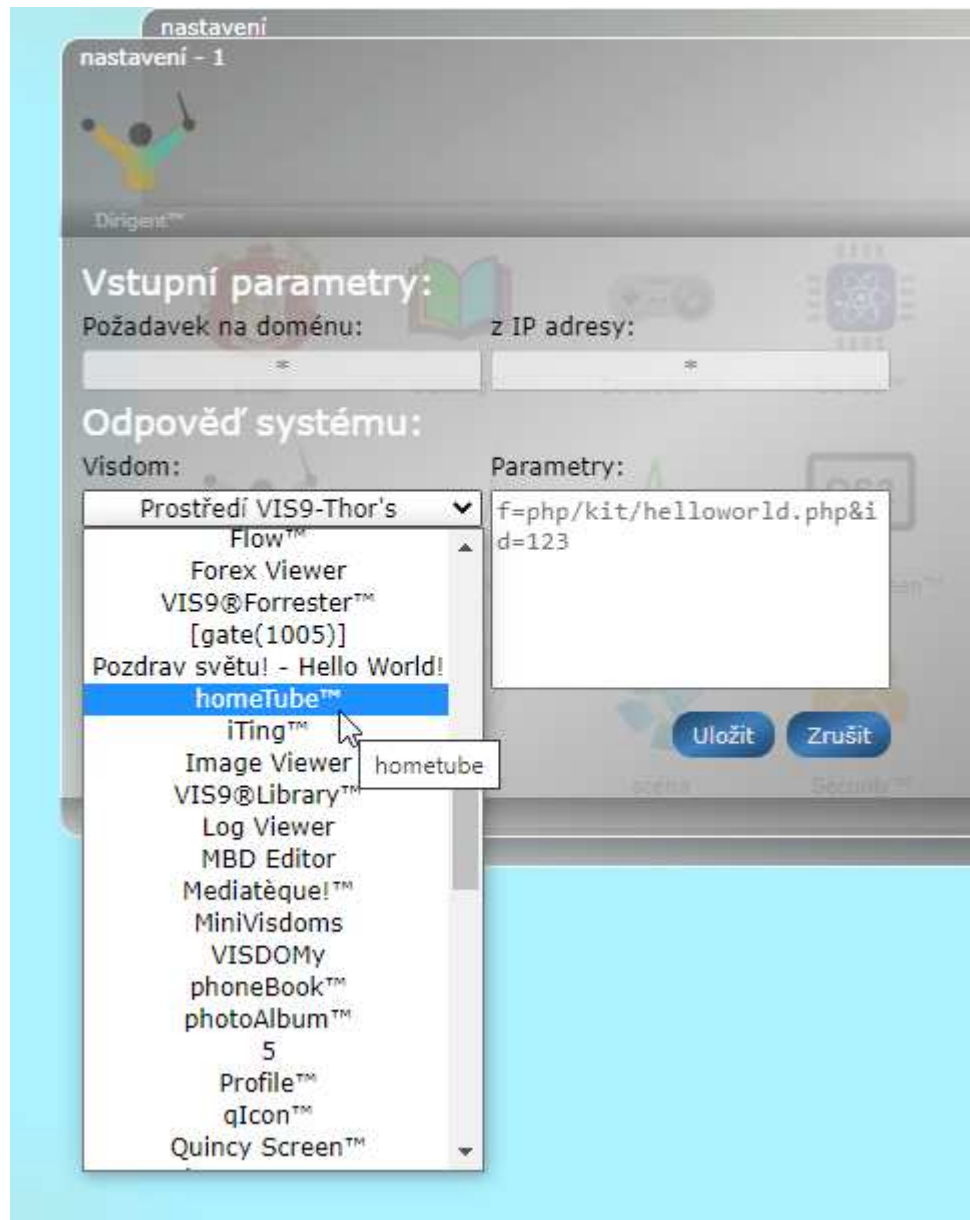 nastavení
nastavení - 1
Dirigent™
Vstupní parametry:
Požadavek na doménu: z IP adresy:
* *
Odpověď systému:
Visdom: Parametry:
Prostředí VIS9-Thor's
f=php/kit/helloworld.php&i
d=123
Flow™
Forex Viewer
VIS9®Forrester™
[gate(1005)]
Pozdrav světu! - Hello World!
homeTube™
iTing™
hometube
Image Viewer
VIS9®Library™
Log Viewer
MBD Editor
Mediatèque!™
MiniVisdoms
VISDOMy
phoneBook™
photoAlbum™
5
Profile™
qIcon™
Quincy Screen™
Uložit Zrušit
scéna Security™